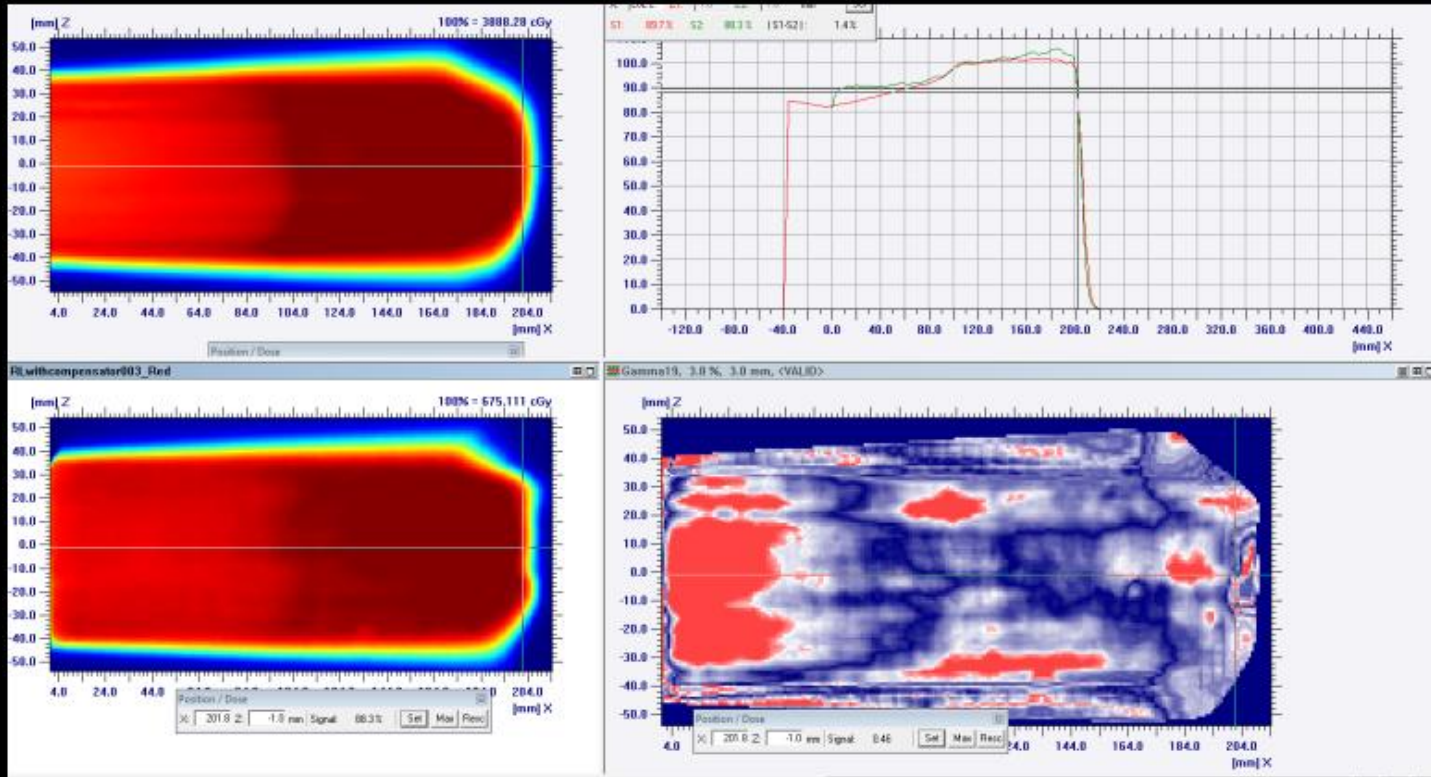 [mm] Z
100% = 3888.28 cGy
50.0
40.0
30.0
20.0
10.0
0.0
-10.0
-20.0
-30.0
-40.0
-50.0
4.0 24.0 44.0 64.0 84.0 104.0 124.0 144.0 164.0 184.0 204.0
[mm] X
Position / Dose
S1: 89.7% S2: 88.3% |S1-S2|: 1.4%
100.0
90.0
80.0
70.0
60.0
50.0
40.0
30.0
20.0
10.0
0.0
-120.0 -80.0 -40.0 0.0 40.0 80.0 120.0 160.0 200.0 240.0 280.0 320.0 360.0 400.0 440.0
[mm] X
RLwithcompensator003_Red
[mm] Z
100% = 675.111 cGy
50.0
40.0
30.0
20.0
10.0
0.0
-10.0
-20.0
-30.0
-40.0
-50.0
4.0 24.0 44.0 204.0
[mm] X
Position / Dose
X: 201.8 Z: -1.0 mm Signal: 88.3% Set Max Resc
Gamma19, 3.0 %, 3.0 mm, <VALID>
[mm] Z
50.0
40.0
30.0
20.0
10.0
0.0
-10.0
-20.0
-30.0
-40.0
-50.0
4.0 124.0 144.0 164.0 184.0 204.0
[mm] X
Position / Dose
X: 201.8 Z: -1.0 mm Signal: 0.46 Set Max Resc